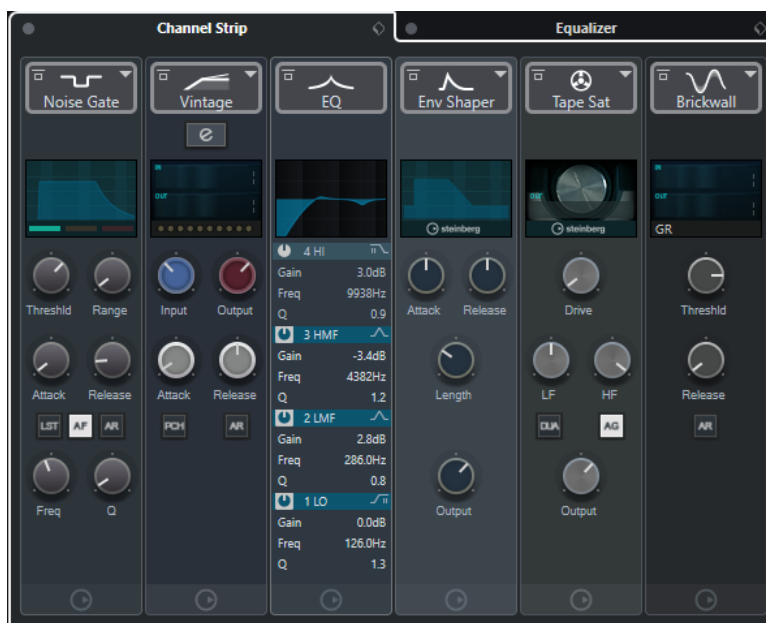 Channel Strip
Equalizer
Noise Gate
Vintage
EQ
Env Shaper
Tape Sat
Brickwall
e
IN
OUT
steinberg
OUT
steinberg
IN
OUT
GR
Threshld
Range
Attack
Release
LST
AF
AR
Freq
Q
Input
Output
Attack
Release
PCH
AR
4 HI
Gain 3.0dB
Freq 9938Hz
Q 0.9
3 HMF
Gain -3.4dB
Freq 4382Hz
Q 1.2
2 LMF
Gain 2.8dB
Freq 286.0Hz
Q 0.8
1 LO
Gain 0.0dB
Freq 126.0Hz
Q 1.3
Attack
Release
Length
Output
Drive
LF
HF
DUA
AG
Output
Threshld
Release
AR